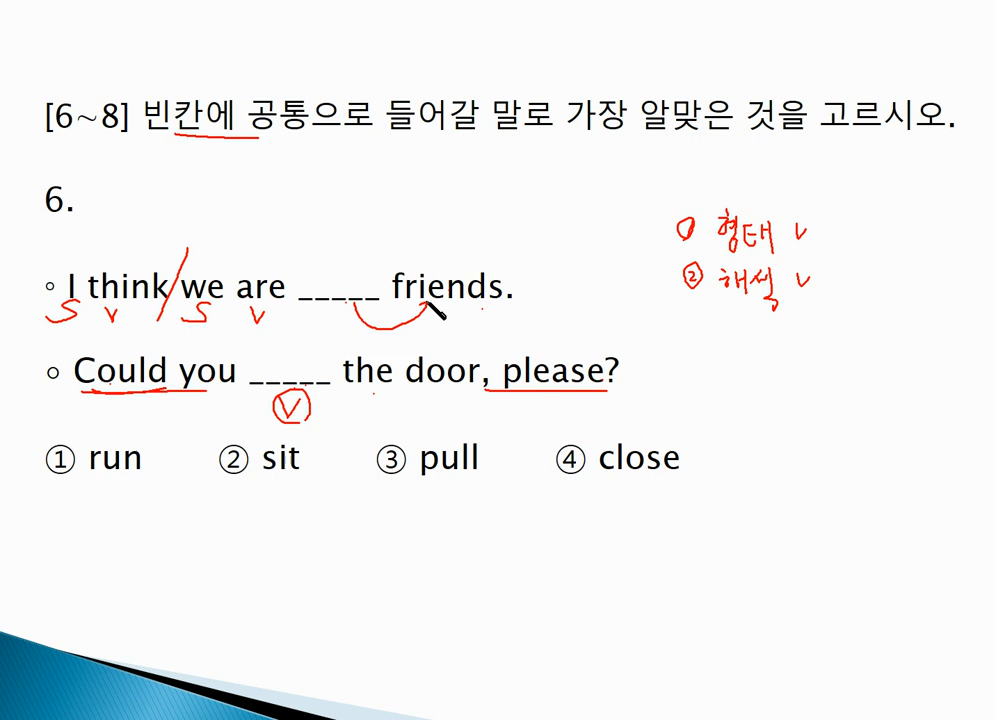 [6~8] 빈칸에 공통으로 들어갈 말로 가장 알맞은 것을 고르시오.
6.
① 형태 v
② 해석 v
◦ I think / we are _____ friends.
S v S v
◦ Could you _____ the door, please?
V
① run ② sit ③ pull ④ close